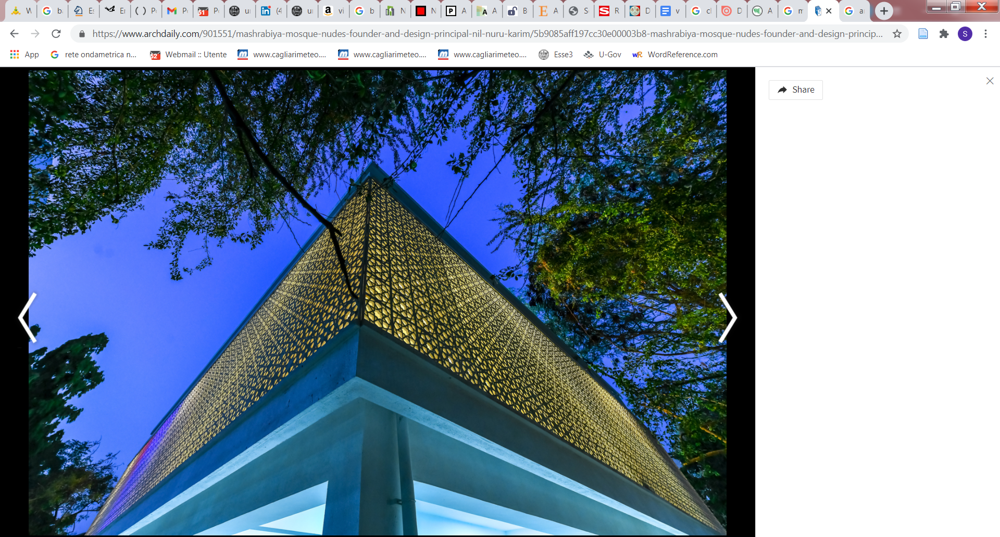 https://www.archdaily.com/901551/mashrabiya-mosque-nudes-founder-and-design-principal-nil-nuru-karim/5b9085aff197cc30e00003b8-mashrabiya-mosque-nudes-founder-and-design-princip...
S
App
rete ondametrica n...
Webmail :: Utente
www.cagliarimeteo....
www.cagliarimeteo....
www.cagliarimeteo....
Esse3
U-Gov
WordReference.com
Share